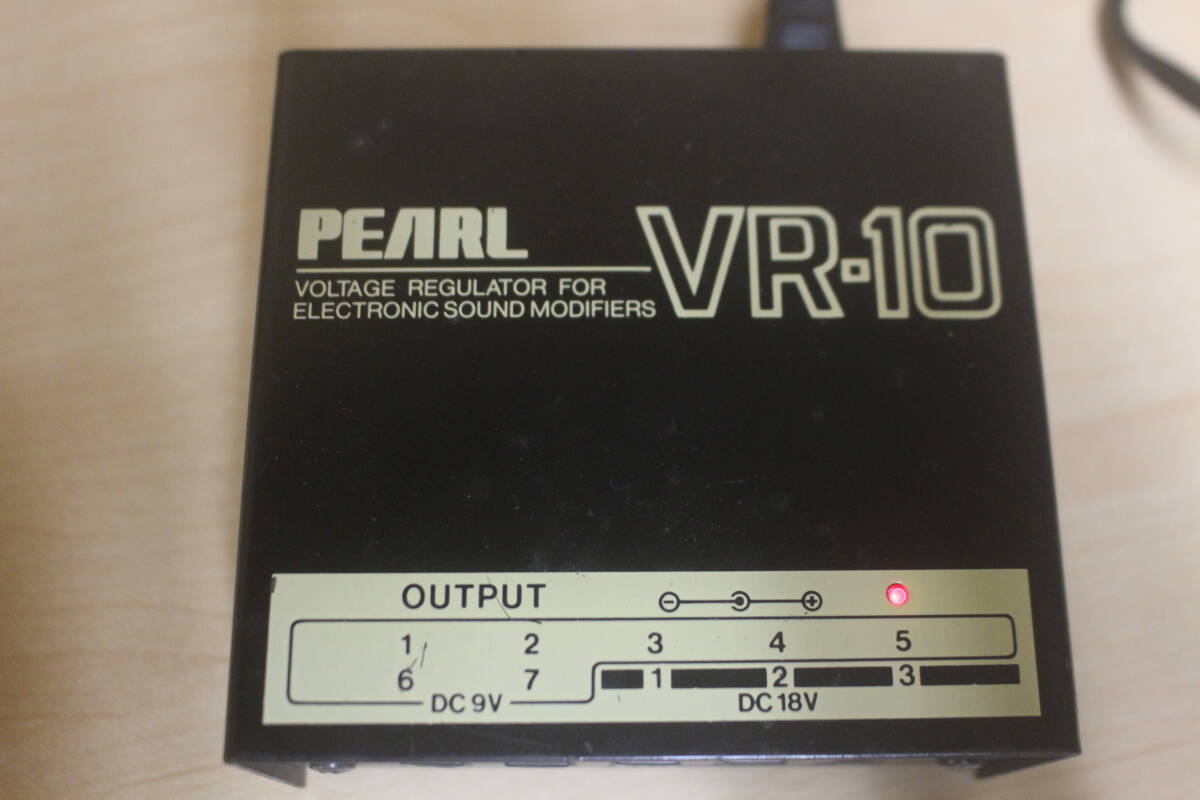 PEARL
VOLTAGE REGULATOR FOR
ELECTRONIC SOUND MODIFIERS
VR-10
OUTPUT
1 2 3 4 5
6 7 1 2 3
DC 9V DC 18V